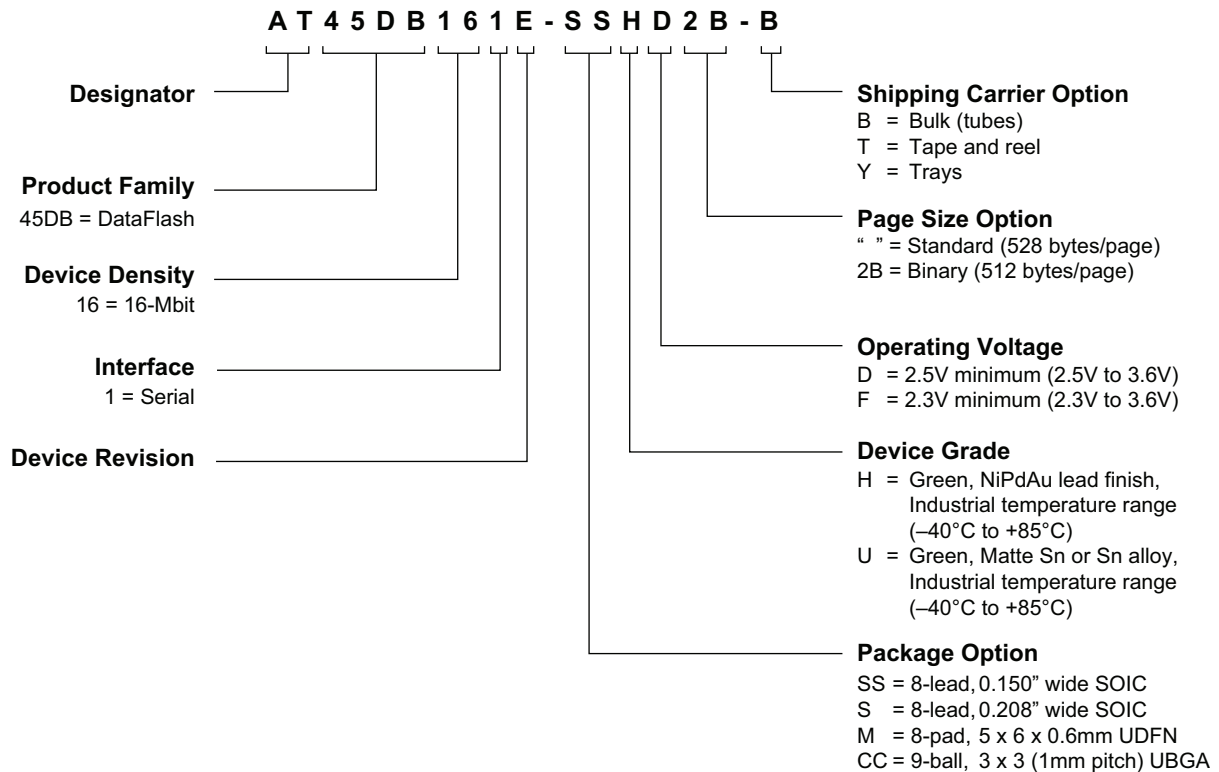 A T 4 5 D B 1 6 1 E - S S H D 2 B - B
Designator
Product Family
45DB = DataFlash
Device Density
16 = 16-Mbit
Interface
1 = Serial
Device Revision
Shipping Carrier Option
B = Bulk (tubes)
T = Tape and reel
Y = Trays
Page Size Option
“ ” = Standard (528 bytes/page)
2B = Binary (512 bytes/page)
Operating Voltage
D = 2.5V minimum (2.5V to 3.6V)
F = 2.3V minimum (2.3V to 3.6V)
Device Grade
H = Green, NiPdAu lead finish,
Industrial temperature range
(–40°C to +85°C)
U = Green, Matte Sn or Sn alloy,
Industrial temperature range
(–40°C to +85°C)
Package Option
SS = 8-lead, 0.150” wide SOIC
S = 8-lead, 0.208” wide SOIC
M = 8-pad, 5 x 6 x 0.6mm UDFN
CC = 9-ball, 3 x 3 (1mm pitch) UBGA